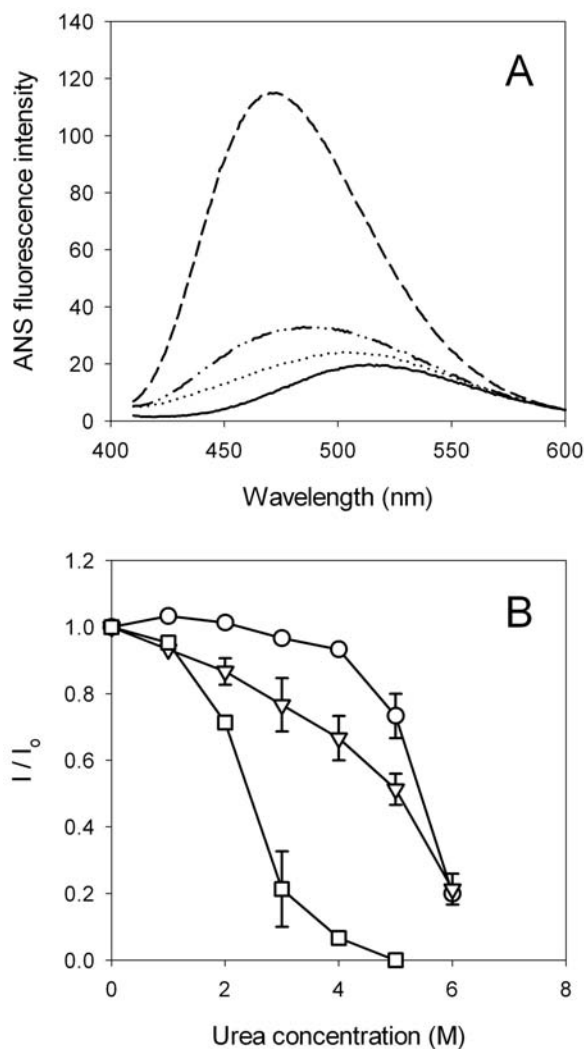 A
140
120
100
80
60
40
20
0
ANS fluorescence intensity
400 450 500 550 600
Wavelength (nm)
B
1.2
1.0
0.8
0.6
0.4
0.2
0.0
I / Io
0 2 4 6 8
Urea concentration (M)